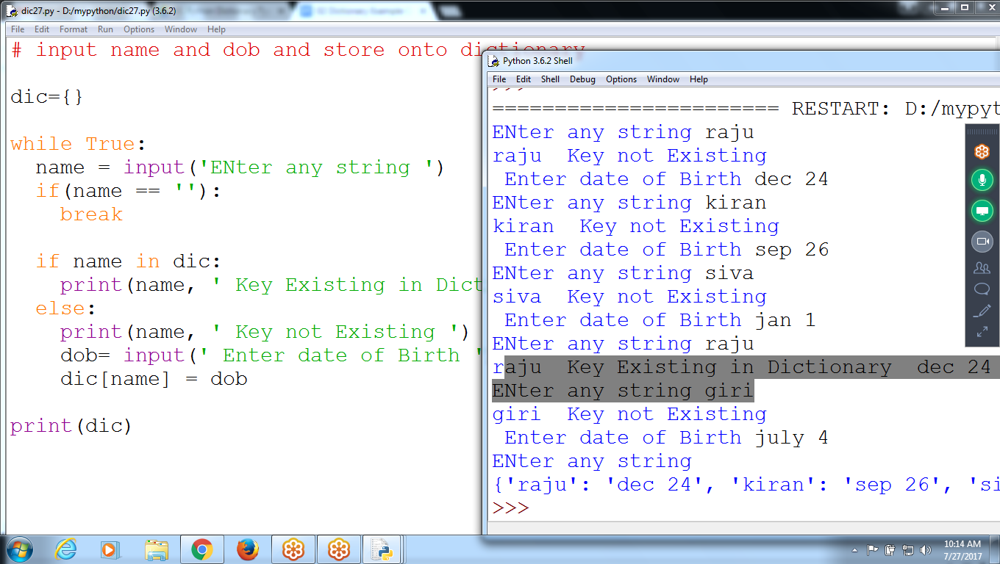 dic27.py - D:/mypython/dic27.py (3.6.2)
File Edit Format Run Options Window Help
# input name and dob and store onto dictionary
dic={}
while True:
name = input('ENter any string ')
if(name == ''):
break
if name in dic:
print(name, ' Key Existing in Dict
else:
print(name, ' Key not Existing ')
dob= input(' Enter date of Birth '
dic[name] = dob
print(dic)
Python 3.6.2 Shell
File Edit Shell Debug Options Window Help
>>>
======================= RESTART: D:/mypyt
ENter any string raju
raju  Key not Existing
Enter date of Birth dec 24
ENter any string kiran
kiran  Key not Existing
Enter date of Birth sep 26
ENter any string siva
siva  Key not Existing
Enter date of Birth jan 1
ENter any string raju
raju  Key Existing in Dictionary  dec 24
ENter any string giri
giri  Key not Existing
Enter date of Birth july 4
ENter any string
{'raju': 'dec 24', 'kiran': 'sep 26', 'si
>>>
10:14 AM
7/27/2017